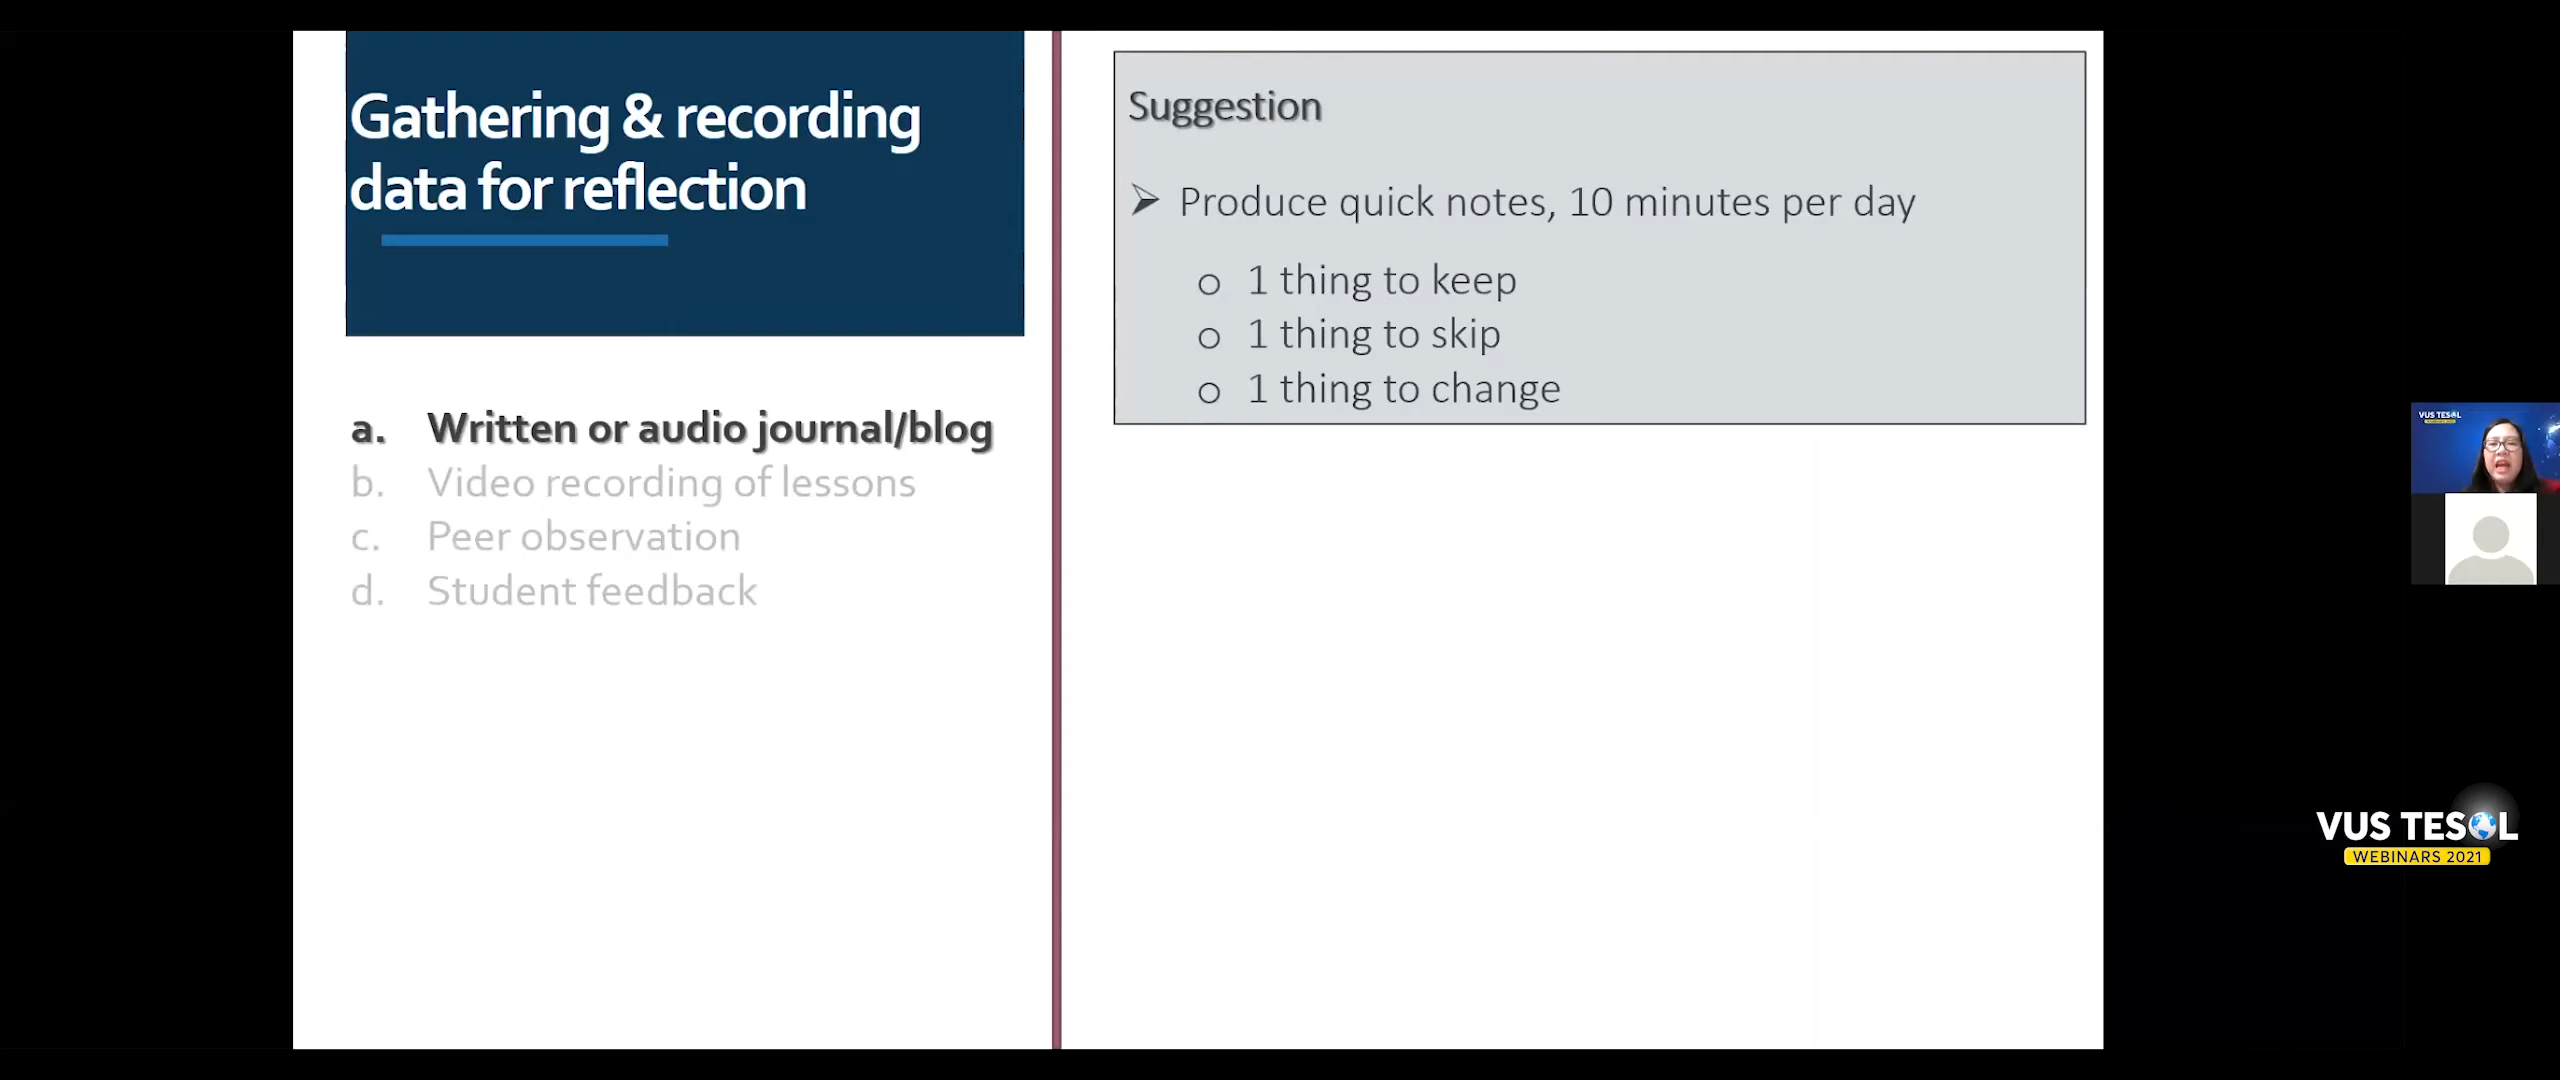 Gathering & recording
data for reflection
a. Written or audio journal/blog
b. Video recording of lessons
c. Peer observation
d. Student feedback
Suggestion
➢ Produce quick notes, 10 minutes per day
o 1 thing to keep
o 1 thing to skip
o 1 thing to change
VUS TESOL
VUS TESOL
WEBINARS 2021